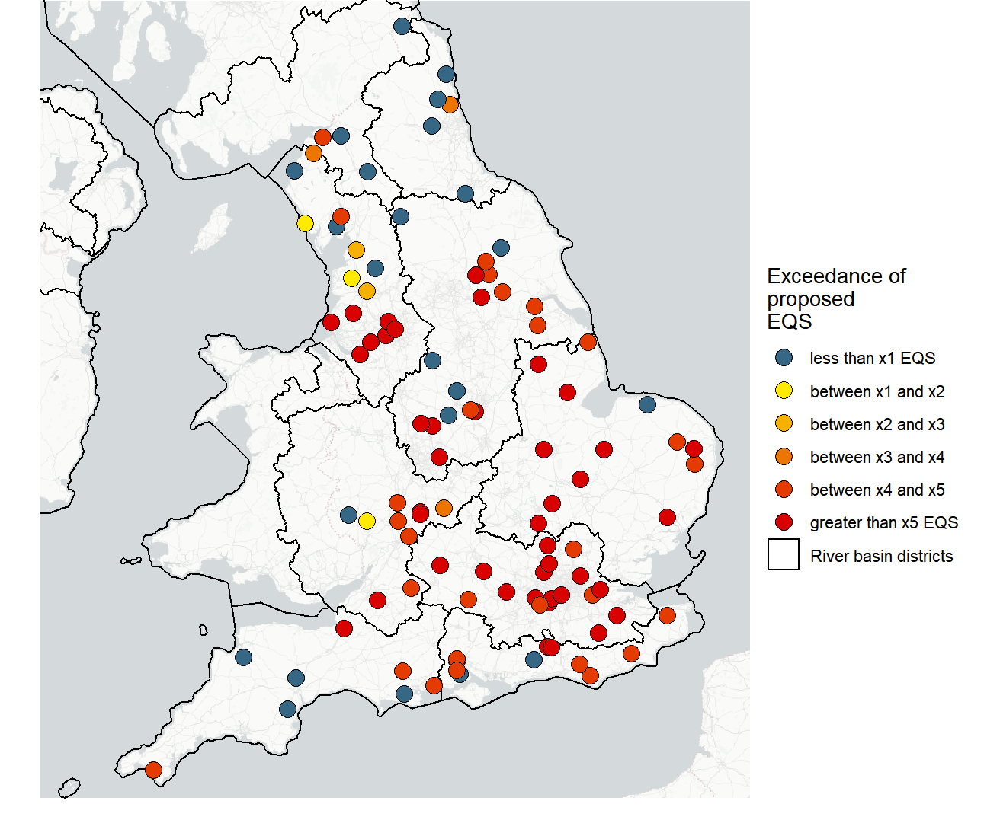 Exceedance of
proposed
EQS
less than x1 EQS
between x1 and x2
between x2 and x3
between x3 and x4
between x4 and x5
greater than x5 EQS
River basin districts